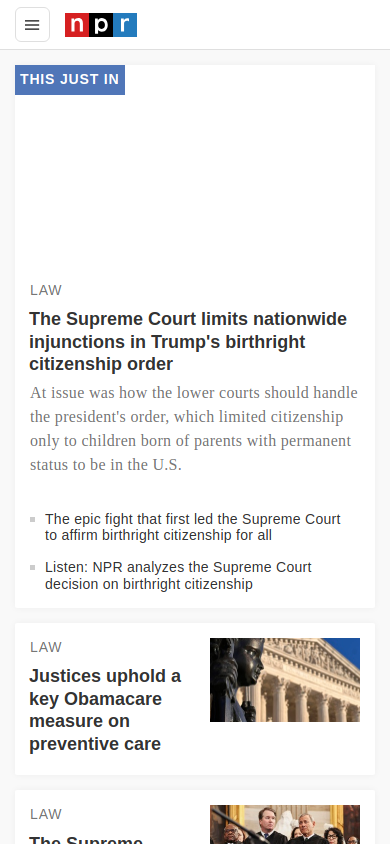 npr
THIS JUST IN
LAW
The Supreme Court limits nationwide
injunctions in Trump's birthright
citizenship order
At issue was how the lower courts should handle
the president's order, which limited citizenship
only to children born of parents with permanent
status to be in the U.S.
The epic fight that first led the Supreme Court
to affirm birthright citizenship for all
Listen: NPR analyzes the Supreme Court
decision on birthright citizenship
LAW
Justices uphold a
key Obamacare
measure on
preventive care
LAW
The Supreme